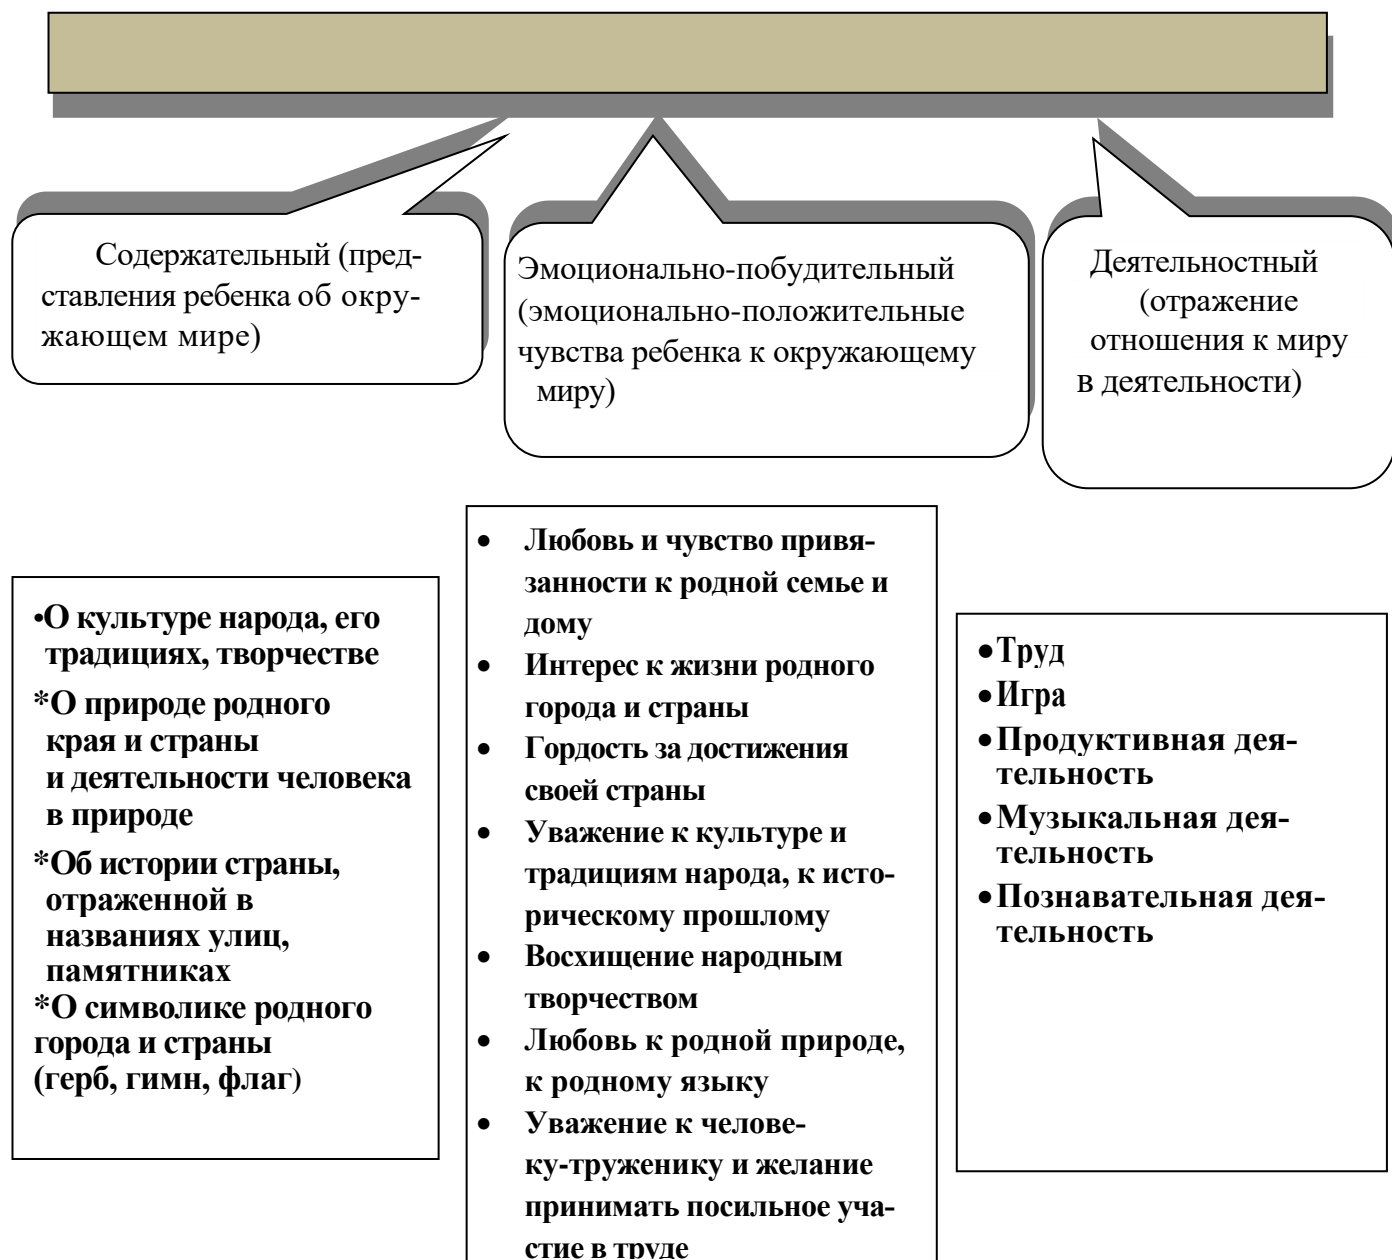 Содержательный (пред-
ставления ребенка об окру-
жающем мире)
Эмоционально-побудительный
(эмоционально-положительные
чувства ребенка к окружающему
миру)
Деятельностный
(отражение
отношения к миру
в деятельности)
•О культуре народа, его
традициях, творчестве
*О природе родного
края и страны
и деятельности человека
в природе
*Об истории страны,
отраженной в
названиях улиц,
памятниках
*О символике родного
города и страны
(герб, гимн, флаг)
• Любовь и чувство привя-
занности к родной семье и
дому
• Интерес к жизни родного
города и страны
• Гордость за достижения
своей страны
• Уважение к культуре и
традициям народа, к исто-
рическому прошлому
• Восхищение народным
творчеством
• Любовь к родной природе,
к родному языку
• Уважение к челове-
ку-труженику и желание
принимать посильное уча-
стие в труде
•Труд
•Игра
•Продуктивная дея-
тельность
•Музыкальная дея-
тельность
•Познавательная дея-
тельность